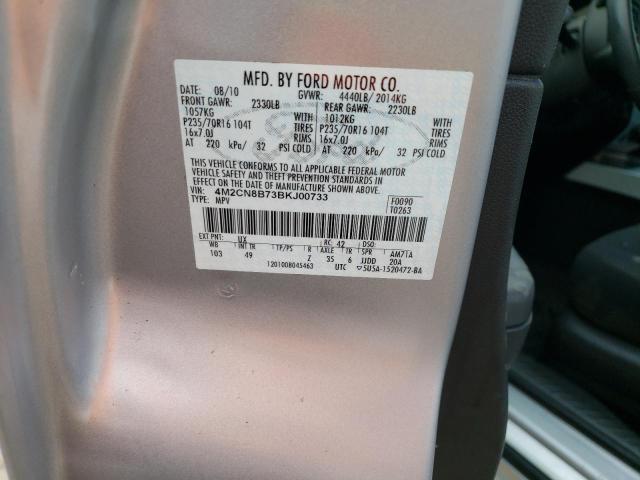 MFD. BY FORD MOTOR CO.
DATE: 08/10 GVWR: 4440LB/ 2014KG
FRONT GAWR: 2330LB REAR GAWR: 2230LB
1057KG WITH 1012KG WITH
P235/70R16 104T TIRES P235/70R16 104T TIRES
16x7.0J RIMS 16x7.0J RIMS
AT 220 kPa/ 32 PSI COLD AT 220 kPa/ 32 PSI COLD
THIS VEHICLE CONFORMS TO ALL APPLICABLE FEDERAL MOTOR
VEHICLE SAFETY AND THEFT PREVENTION STANDARDS IN
EFFECT ON THE DATE OF MANUFACTURE SHOWN ABOVE.
VIN: 4M2CN8B73BKJ00733 F0090
TYPE: MPV T0263
EXT PNT: UX RC: 42 DSO:
WB INT TR TP/PS R AXLE TR SPR AM7TA
103 49 Z 35 6 JJDD 20A
1201008045463 UTC 5U5A-1520472-BA